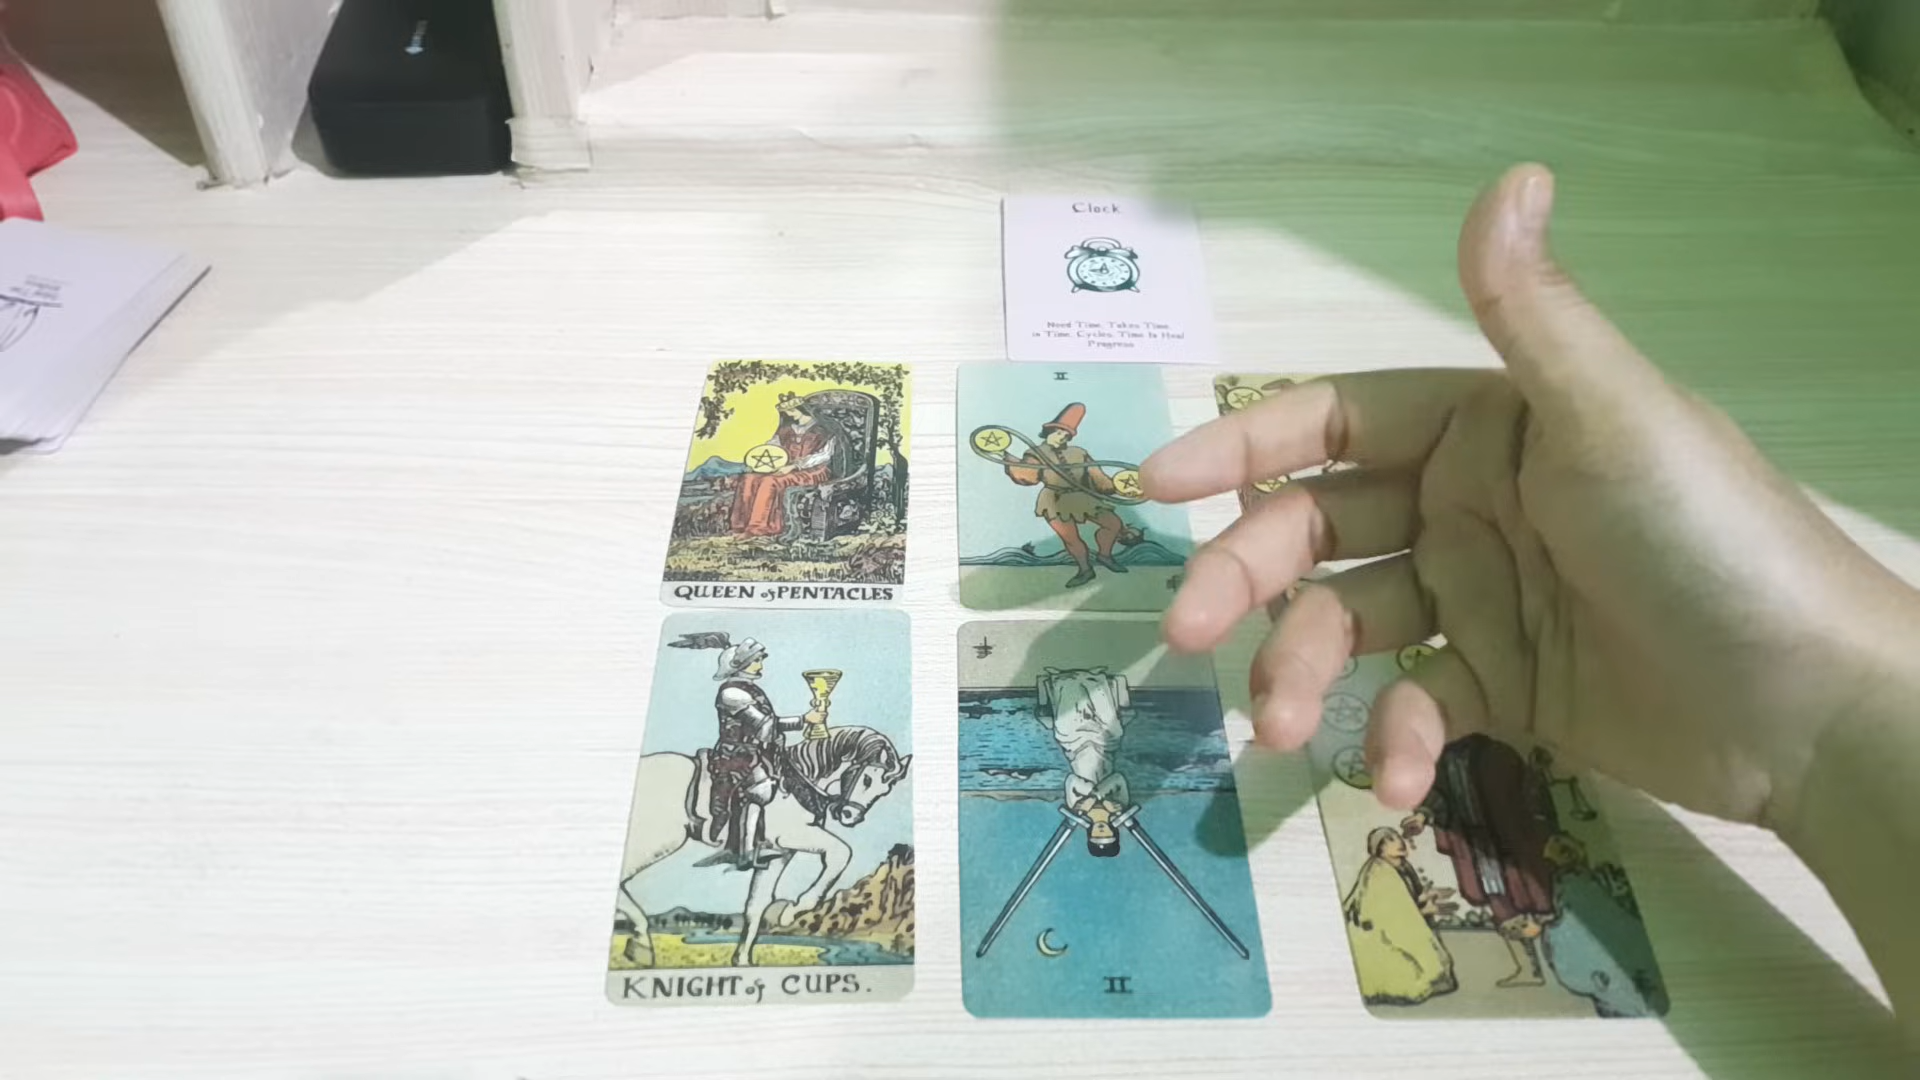 Clock
Need Time, Takes Time
in Time, Cycles, Time to Heal
Progress
II
QUEEN of PENTACLES
KNIGHT of CUPS.
II